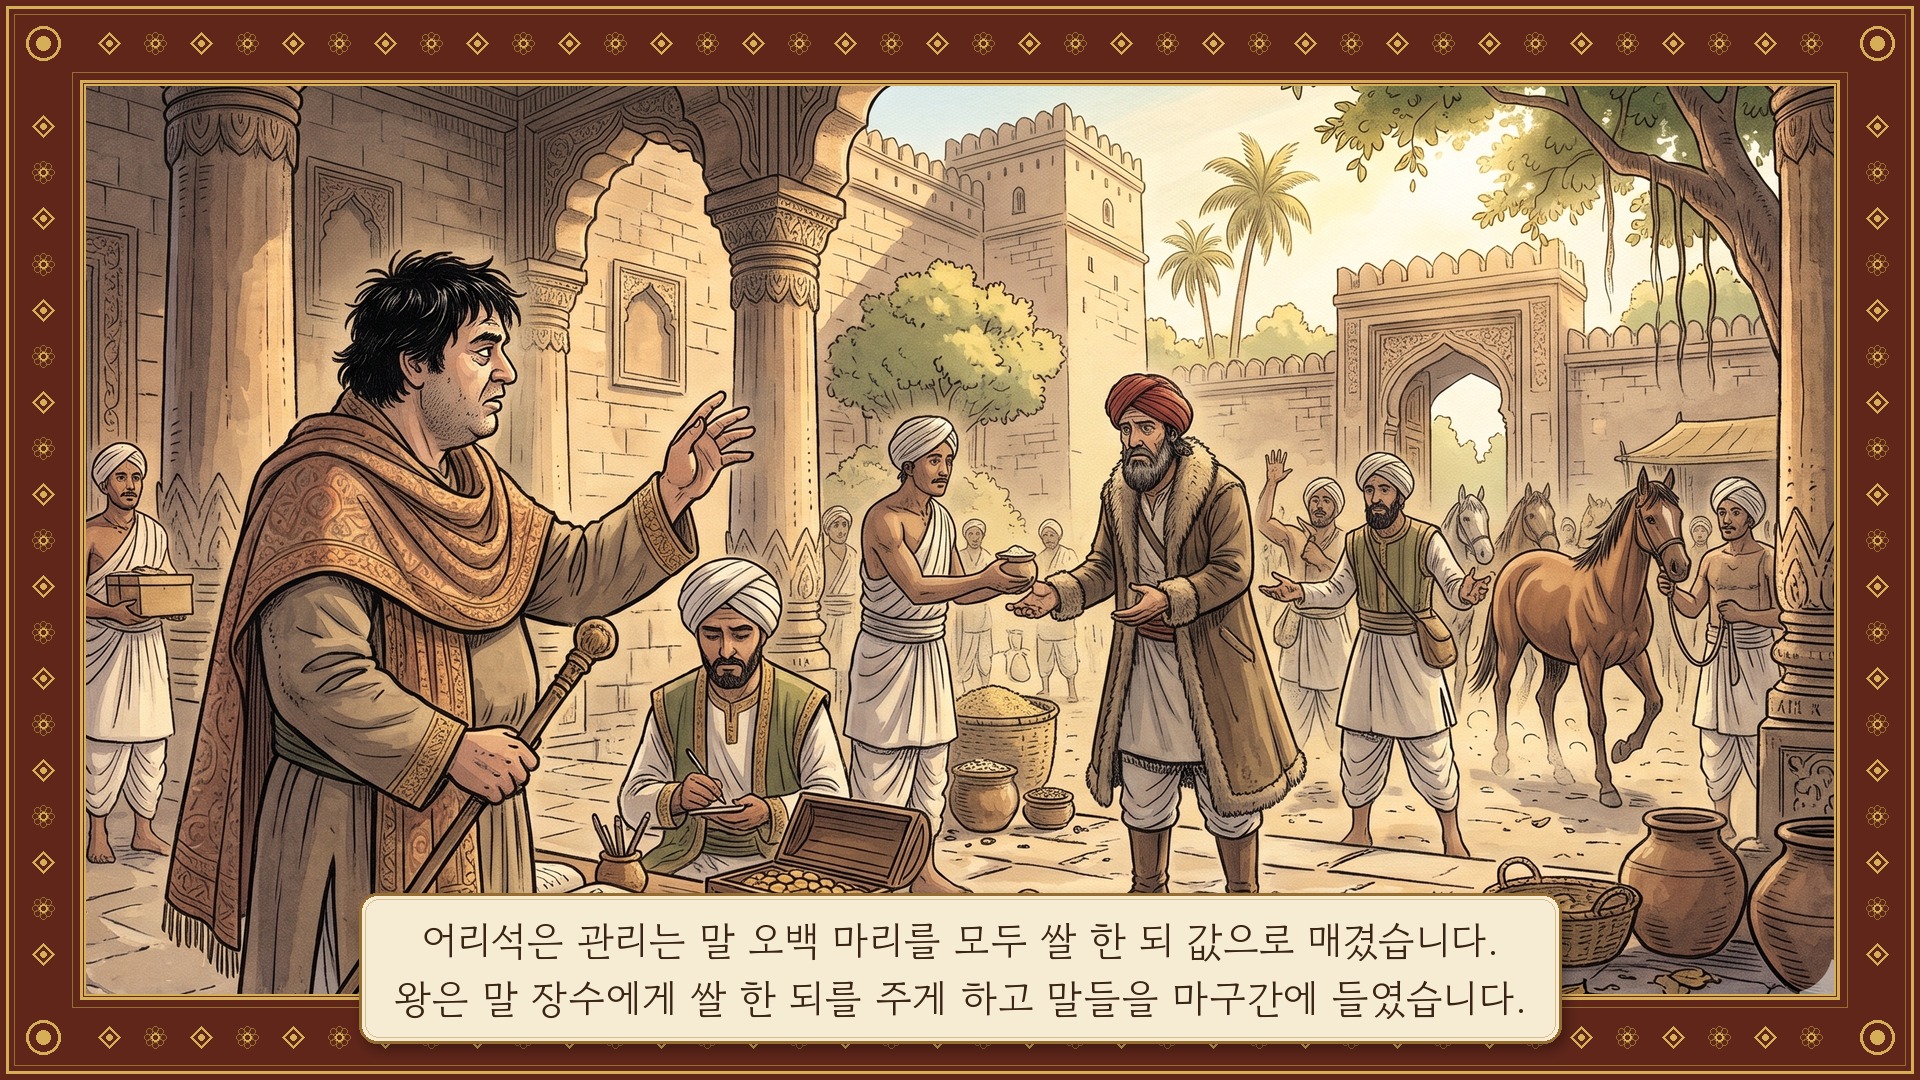 어리석은 관리는 말 오백 마리를 모두 쌀 한 되 값으로 매겼습니다.
왕은 말 장수에게 쌀 한 되를 주게 하고 말들을 마구간에 들였습니다.